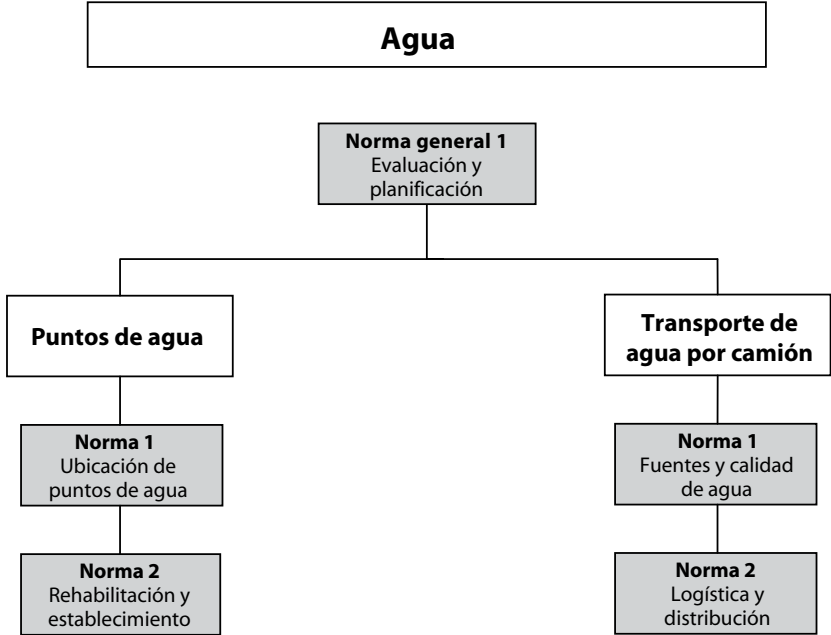 Agua
Norma general 1
Evaluación y
planificación
Puntos de agua
Transporte de
agua por camión
Norma 1
Ubicación de
puntos de agua
Norma 1
Fuentes y calidad
de agua
Norma 2
Rehabilitación y
establecimiento
Norma 2
Logística y
distribución